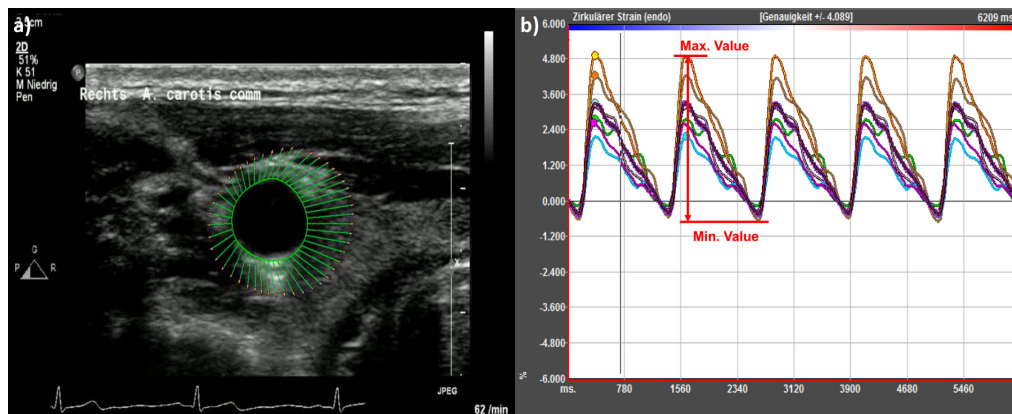 a)
2D
51%
K 51
M Niedrig
Pen
P
Rechts A. carotis comm
G
P R
V
JPEG
62 /min
b)
Zirkulärer Strain (endo) [Genauigkeit +/- 4.089] 6209 ms
6.000
Max. Value
4.800
3.600
2.400
1.200
0.000
Min. Value
-1.200
-2.400
-3.600
-4.800
-6.000
%
ms. 780 1560 2340 3120 3900 4680 5460